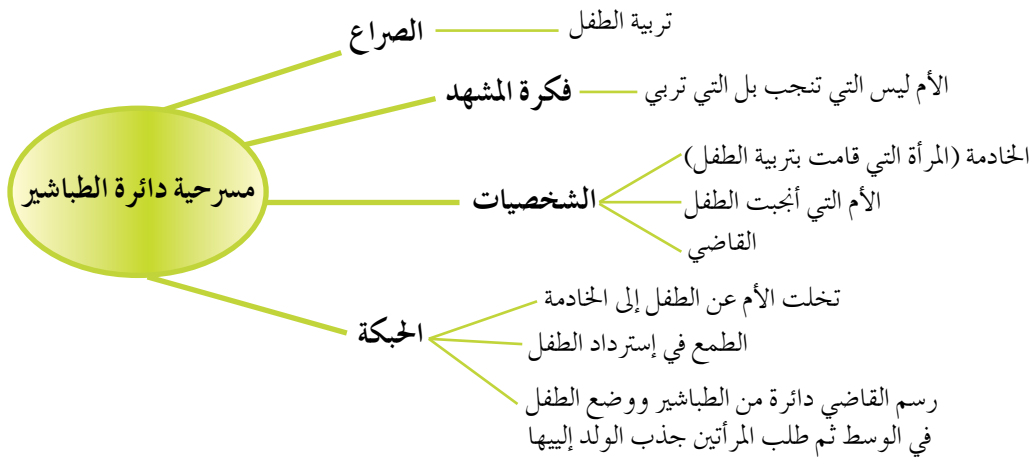 مسرحية دائرة الطباشير
الصراع
تربية الطفل
فكرة المشهد
الأم ليس التي تنجب بل التي تربي
الشخصيات
الخادمة (المرأة التي قامت بتربية الطفل)
الأم التي أنجبت الطفل
القاضي
الحبكة
تخلت الأم عن الطفل إلى الخادمة
الطمع في إسترداد الطفل
رسم القاضي دائرة من الطباشير ووضع الطفل
في الوسط ثم طلب المرأتين جذب الولد إلييها